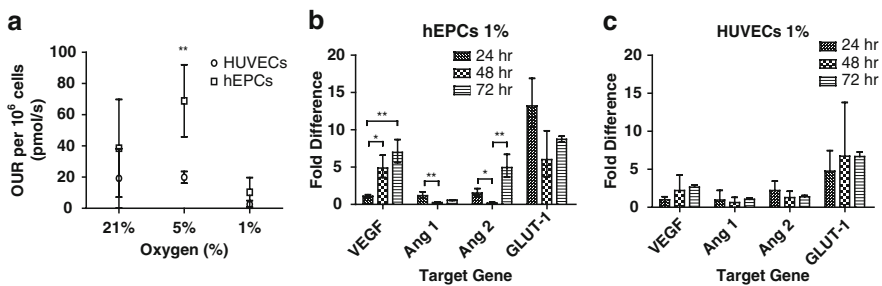 a
OUR per 10⁶ cells
(pmol/s)
100
80
60
40
20
0
**
HUVECs
hEPCs
21%
5%
1%
Oxygen (%)
b
hEPCs 1%
Fold Difference
20
15
10
5
0
24 hr
48 hr
72 hr
**
*
**
*
**
VEGF
Ang 1
Ang 2
GLUT-1
Target Gene
c
HUVECs 1%
Fold Difference
20
15
10
5
0
24 hr
48 hr
72 hr
VEGF
Ang 1
Ang 2
GLUT-1
Target Gene